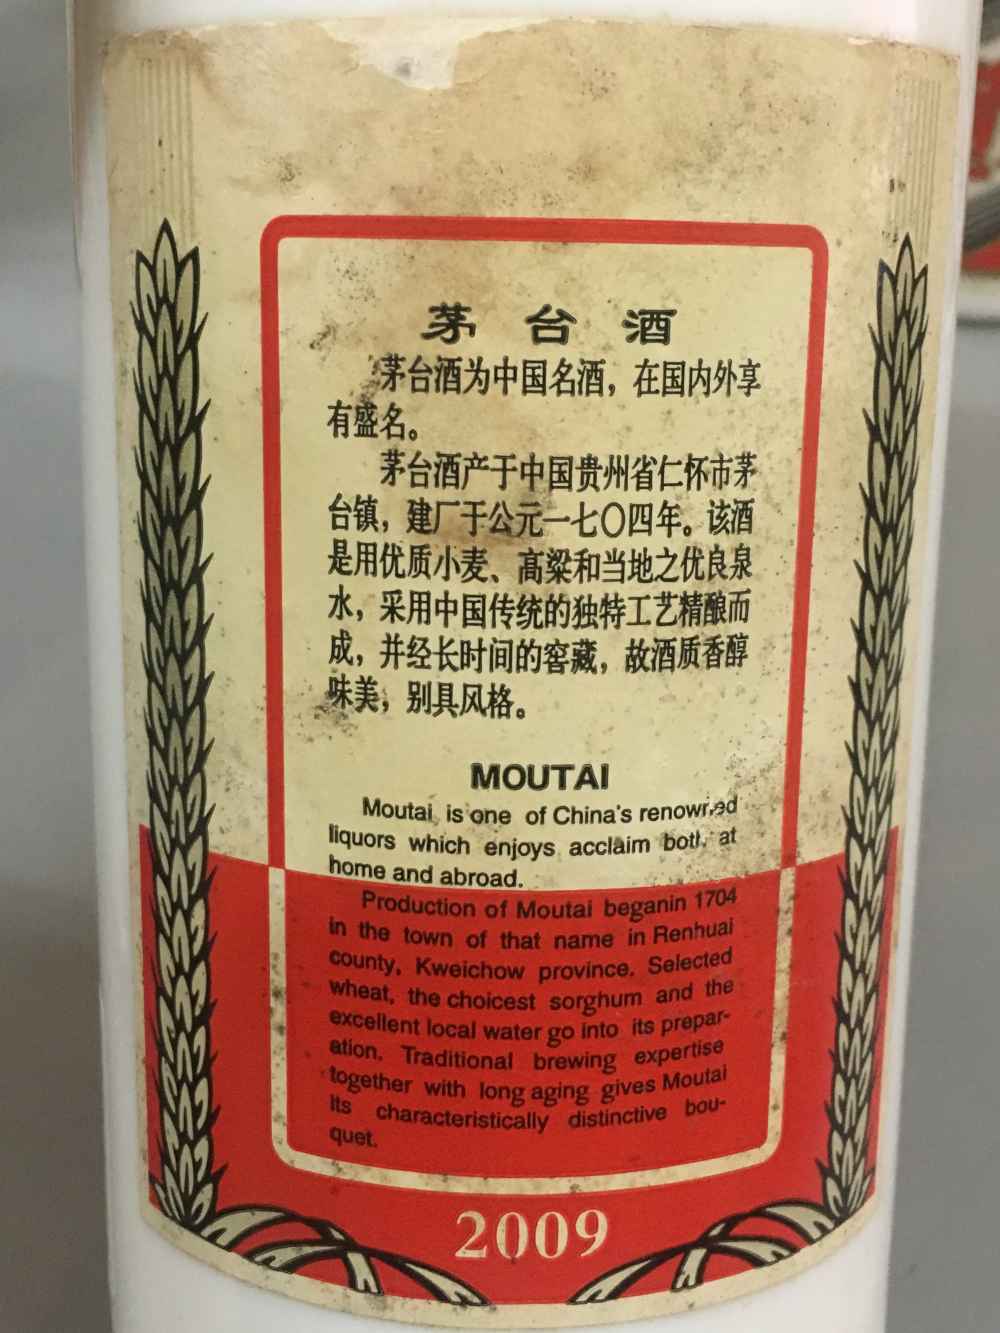 茅台酒
茅台酒为中国名酒，在国内外享
有盛名。
茅台酒产于中国贵州省仁怀市茅
台镇，建厂于公元一七〇四年。该酒
是用优质小麦、高粱和当地之优良泉
水，采用中国传统的独特工艺精酿而
成，并经长时间的窖藏，故酒质香醇
味美，别具风格。
MOUTAI
Moutai is one of China's renowned
liquors which enjoys acclaim both at
home and abroad.
Production of Moutai beganin 1704
in the town of that name in Renhuai
county, Kweichow province. Selected
wheat, the choicest sorghum and the
excellent local water go into its prepar-
ation. Traditional brewing expertise
together with long aging gives Moutai
its characteristically distinctive bou-
quet.
2009